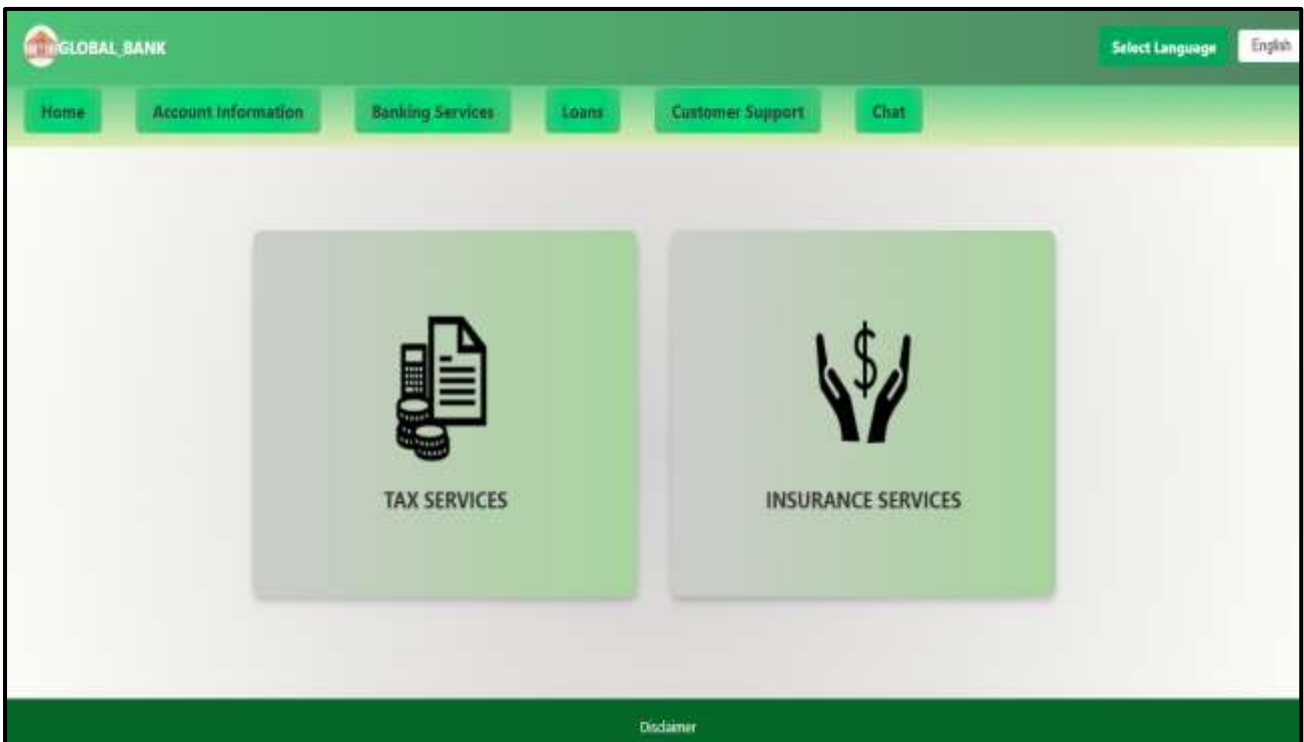 GLOBAL_BANK
Select Language English
Home Account Information Banking Services Loans Customer Support Chat
TAX SERVICES INSURANCE SERVICES
Disclaimer